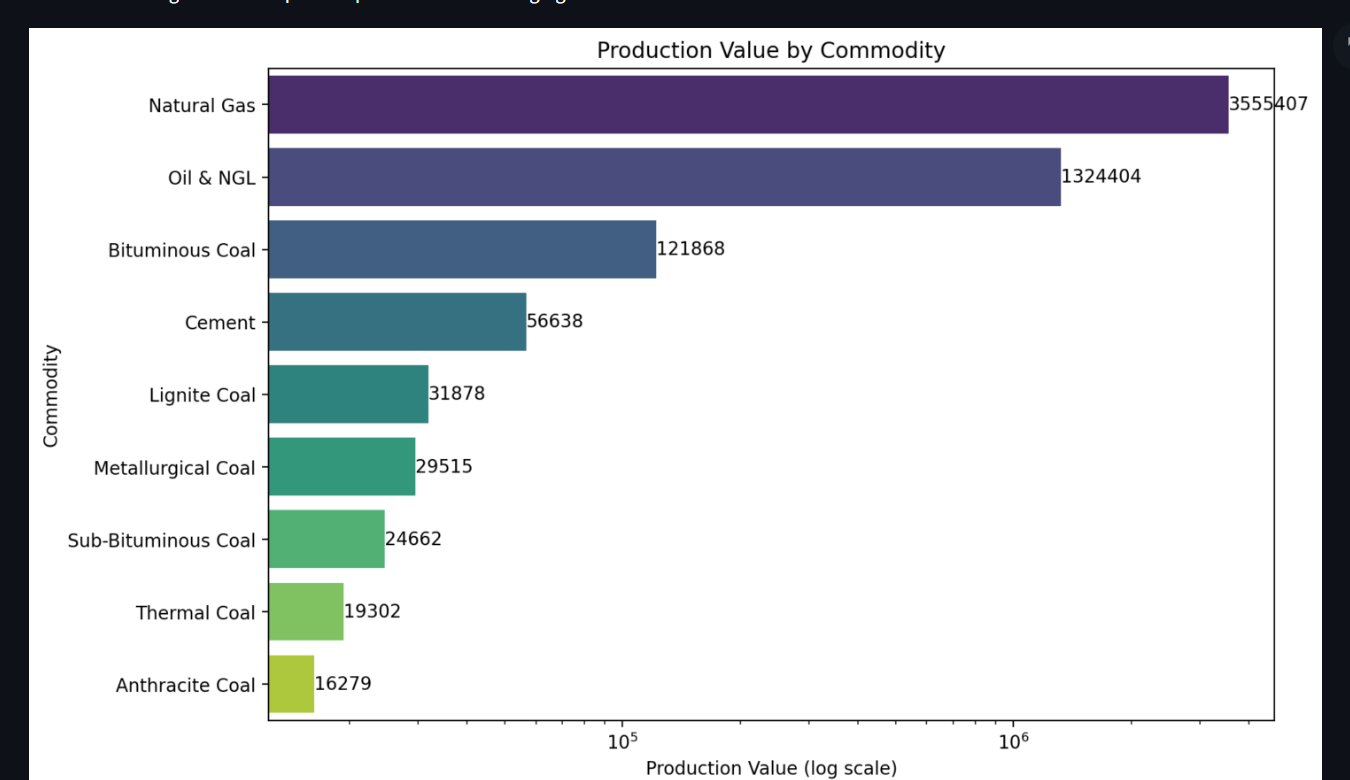 Production Value by Commodity
Natural Gas 3555407
Oil & NGL 1324404
Bituminous Coal 121868
Cement 56638
Lignite Coal 31878
Metallurgical Coal 29515
Sub-Bituminous Coal 24662
Thermal Coal 19302
Anthracite Coal 16279
Commodity
10⁵ 10⁶
Production Value (log scale)